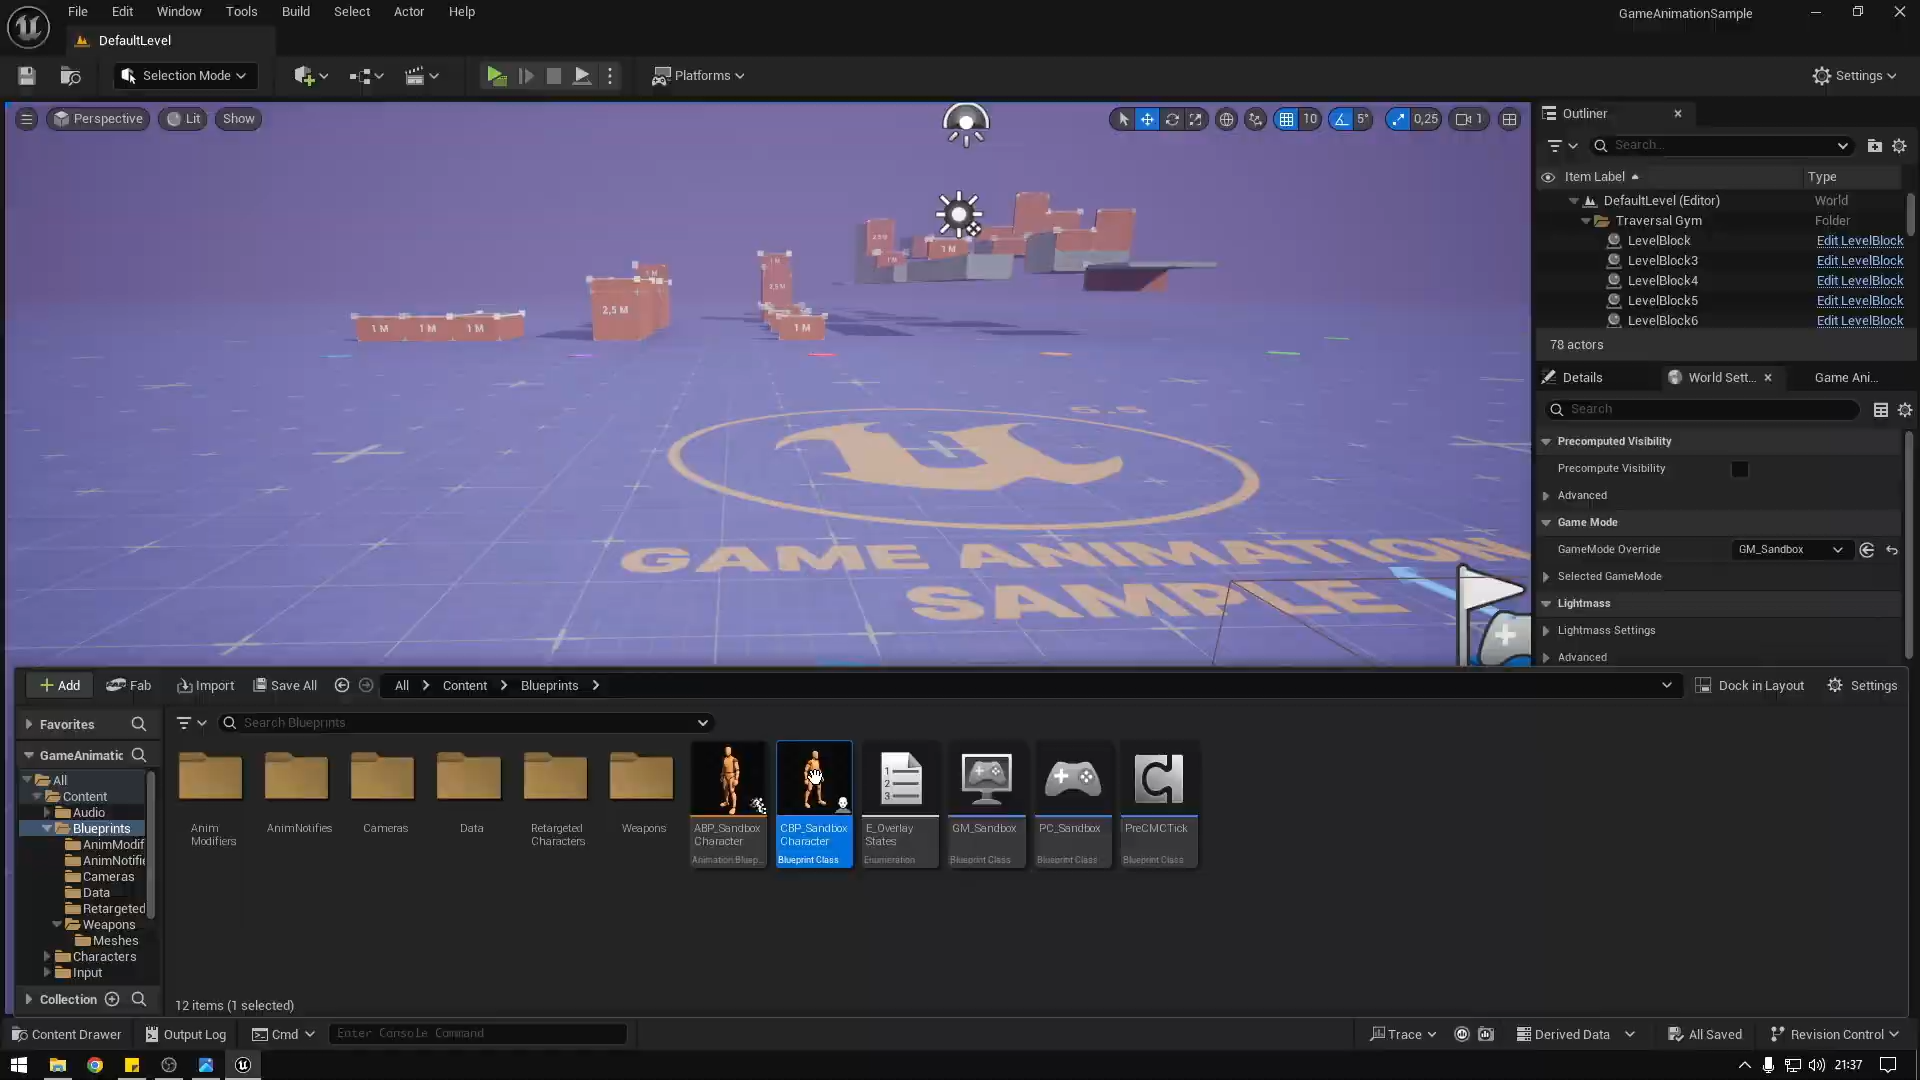 File Edit Window Tools Build Select Actor Help
GameAnimationSample
DefaultLevel
Selection Mode
Platforms
Settings
Perspective Lit Show
10 5° 0,25 1
1 M 1 M 1 M
2,5 M
1 M
2,5 M
1 M
1 M
5.5
GAME ANIMATION
SAMPLE
Outliner
Search...
Item Label Type
DefaultLevel (Editor) World
Traversal Gym Folder
LevelBlock Edit LevelBlock
LevelBlock3 Edit LevelBlock
LevelBlock4 Edit LevelBlock
LevelBlock5 Edit LevelBlock
LevelBlock6 Edit LevelBlock
78 actors
Details World Sett... Game Ani...
Search
Precomputed Visibility
Precompute Visibility
Advanced
Game Mode
GameMode Override GM_Sandbox
Selected GameMode
Lightmass
Lightmass Settings
Advanced
Add Fab Import Save All All Content Blueprints Dock in Layout Settings
Favorites
Search Blueprints
GameAnimatic
All
Content
Audio
Blueprints
AnimModif
AnimNotifie
Cameras
Data
Retargeted
Weapons
Meshes
Characters
Input
Collection
Anim
Modifiers
AnimNotifies
Cameras
Data
Retargeted
Characters
Weapons
ABP_Sandbox
Character
Animation Bluep...
CBP_Sandbox
Character
Blueprint Class
E_Overlay
States
Enumeration
GM_Sandbox
Blueprint Class
PC_Sandbox
Blueprint Class
PreCMCTick
Blueprint Class
12 items (1 selected)
Content Drawer Output Log Cmd Enter Console Command
Trace Derived Data All Saved Revision Control
21:37